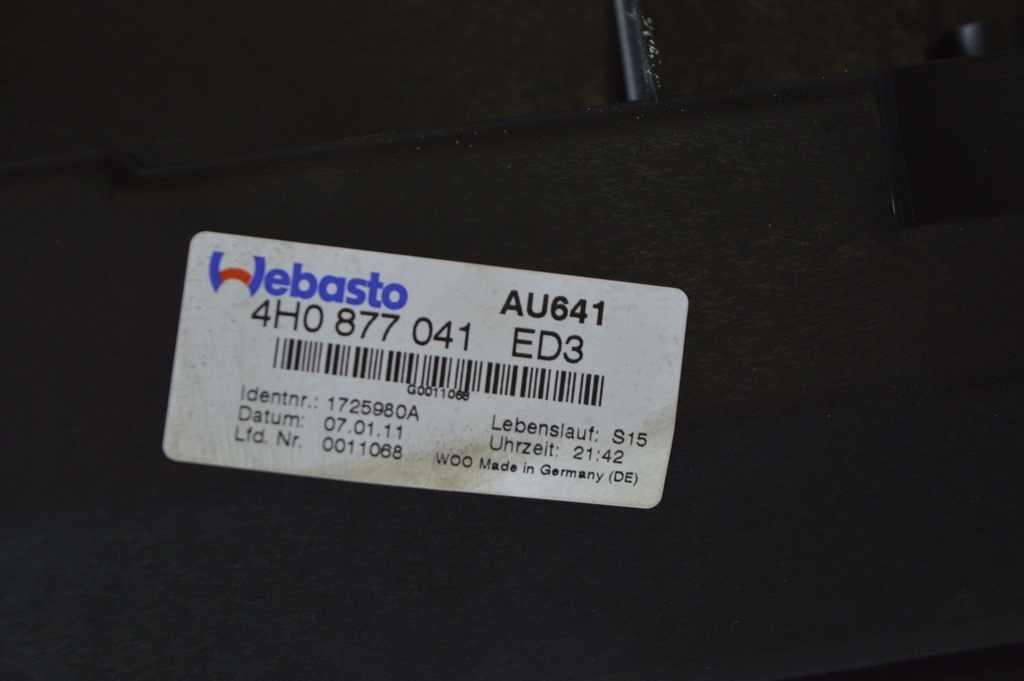 Webasto AU641
4H0 877 041 ED3
G0011068
Identnr.: 1725980A
Datum: 07.01.11 Lebenslauf: S15
Lfd. Nr. 0011068 Uhrzeit: 21:42
WOO Made in Germany (DE)